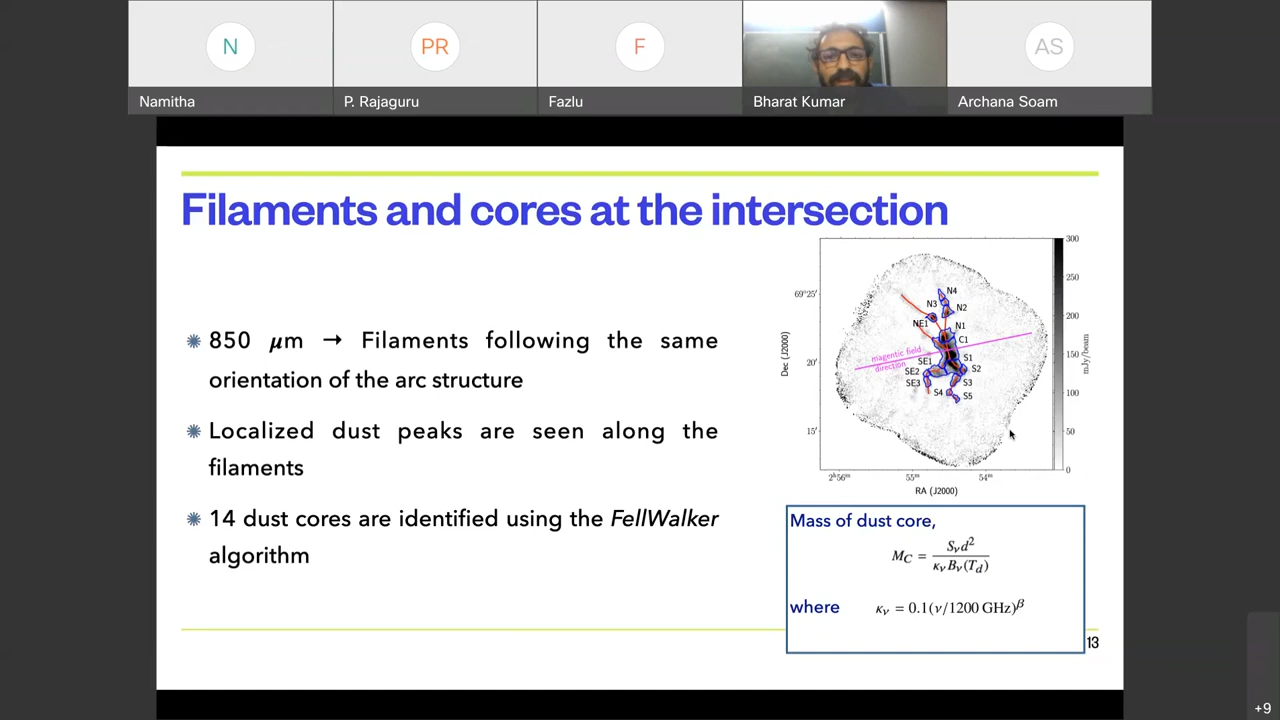 N
PR
F
AS
Namitha
P. Rajaguru
Fazlu
Bharat Kumar
Archana Soam
Filaments and cores at the intersection
850 μm → Filaments following the same
orientation of the arc structure
Localized dust peaks are seen along the
filaments
14 dust cores are identified using the FellWalker
algorithm
300
250
200
150
100
50
0
mJy/beam
69°25′
20′
15′
Dec (J2000)
2ʰ56ᵐ
55ᵐ
54ᵐ
RA (J2000)
N4
N3
N2
NE1
N1
C1
magentic field
direction
SE1
S1
SE2
S2
SE3
S3
S4
S5
Mass of dust core,
M_C = S_ν d² / κ_ν B_ν(T_d)
where κ_ν = 0.1(ν/1200 GHz)^β
13
+9